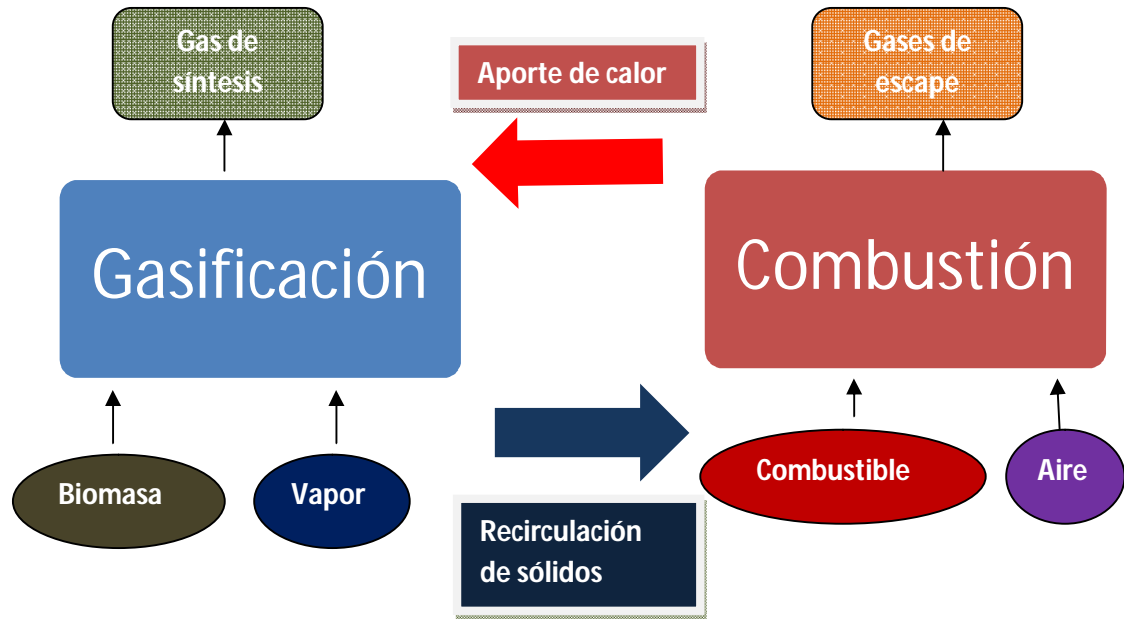 Gas de
síntesis
Aporte de calor
Gases de
escape
Gasificación
Combustión
Biomasa
Vapor
Combustible
Aire
Recirculación
de sólidos